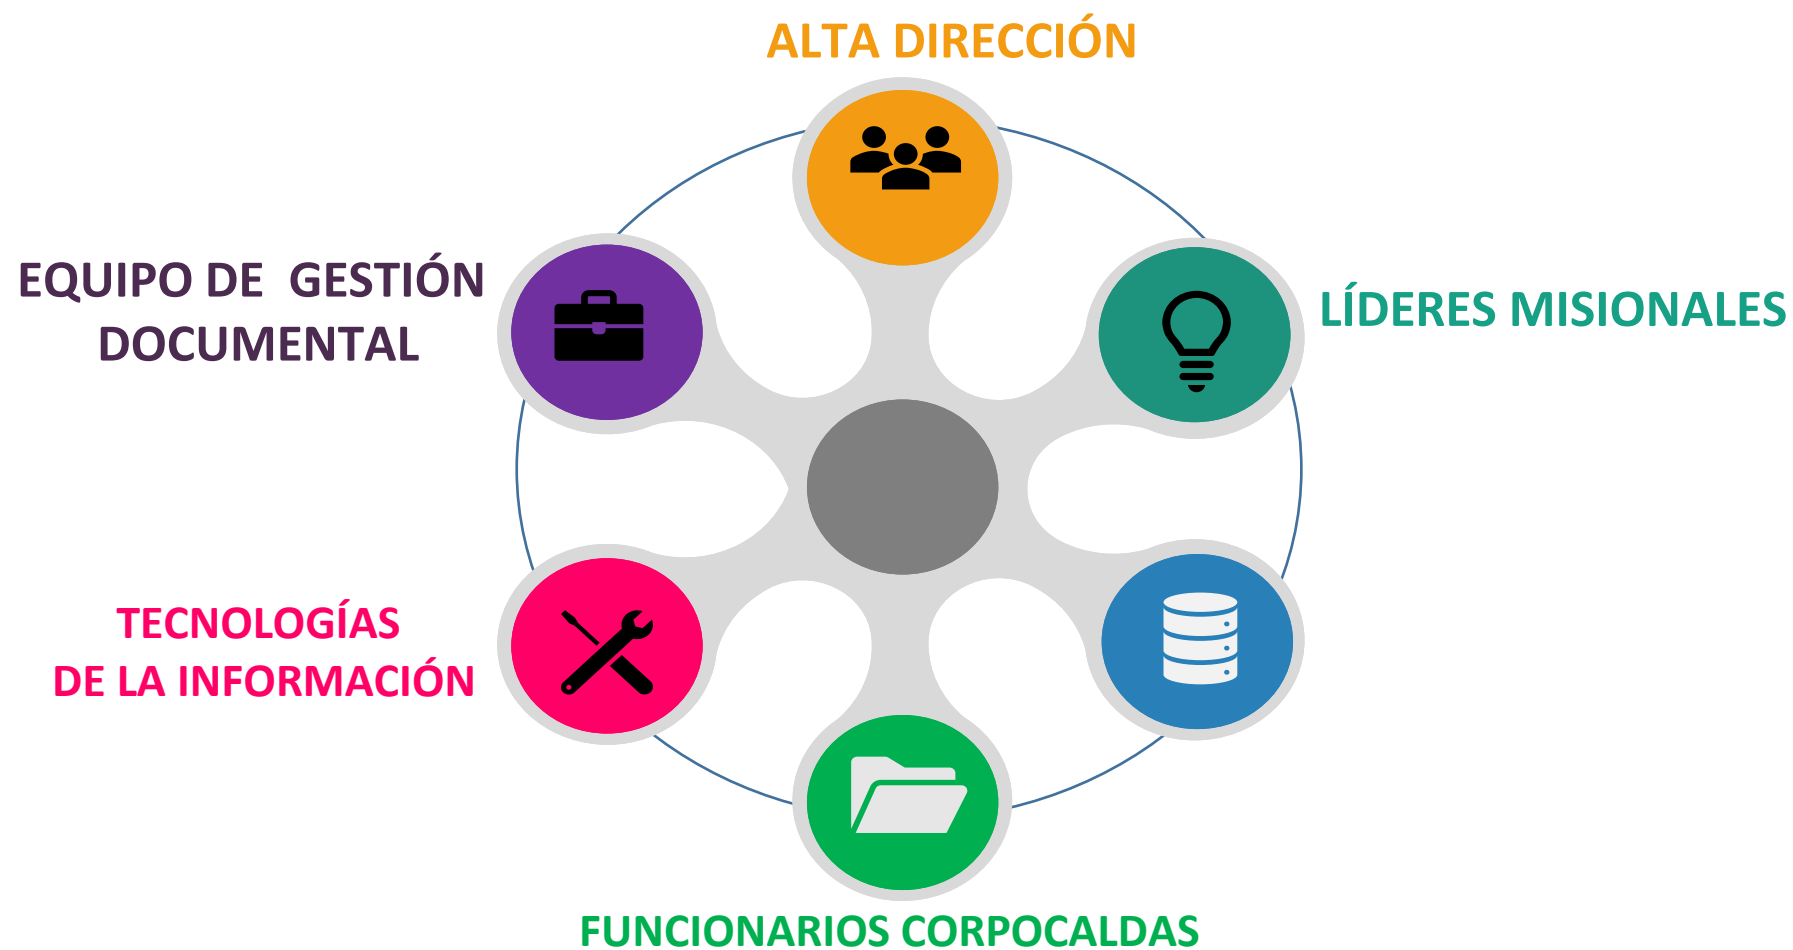 ALTA DIRECCIÓN
EQUIPO DE GESTIÓN
DOCUMENTAL
LÍDERES MISIONALES
TECNOLOGÍAS
DE LA INFORMACIÓN
FUNCIONARIOS CORPOCALDAS